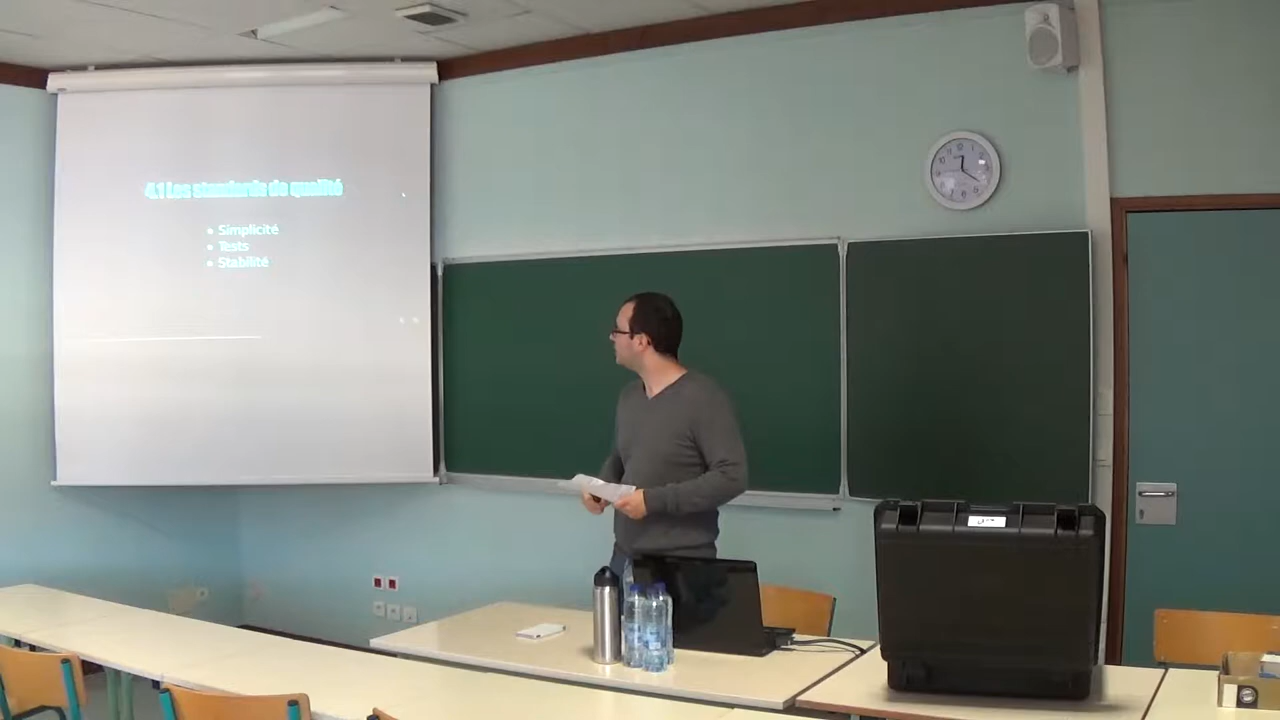 4.1 Les standards de qualité
Simplicité
Tests
Stabilité